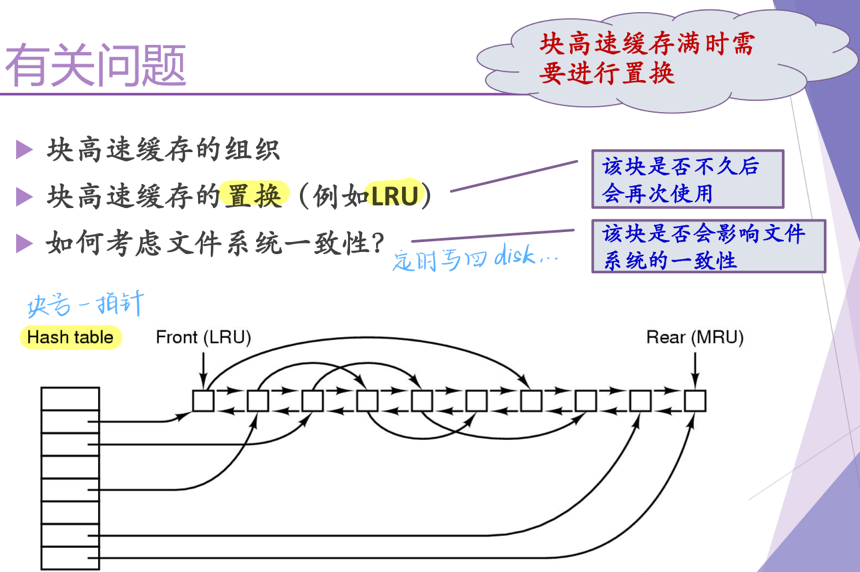 有关问题
块高速缓存满时需
要进行置换
块高速缓存的组织
块高速缓存的置换（例如LRU）
该块是否不久后
会再次使用
如何考虑文件系统一致性？
该块是否会影响文件
系统的一致性
定时写回disk...
块号-指针
Hash table
Front (LRU)
Rear (MRU)